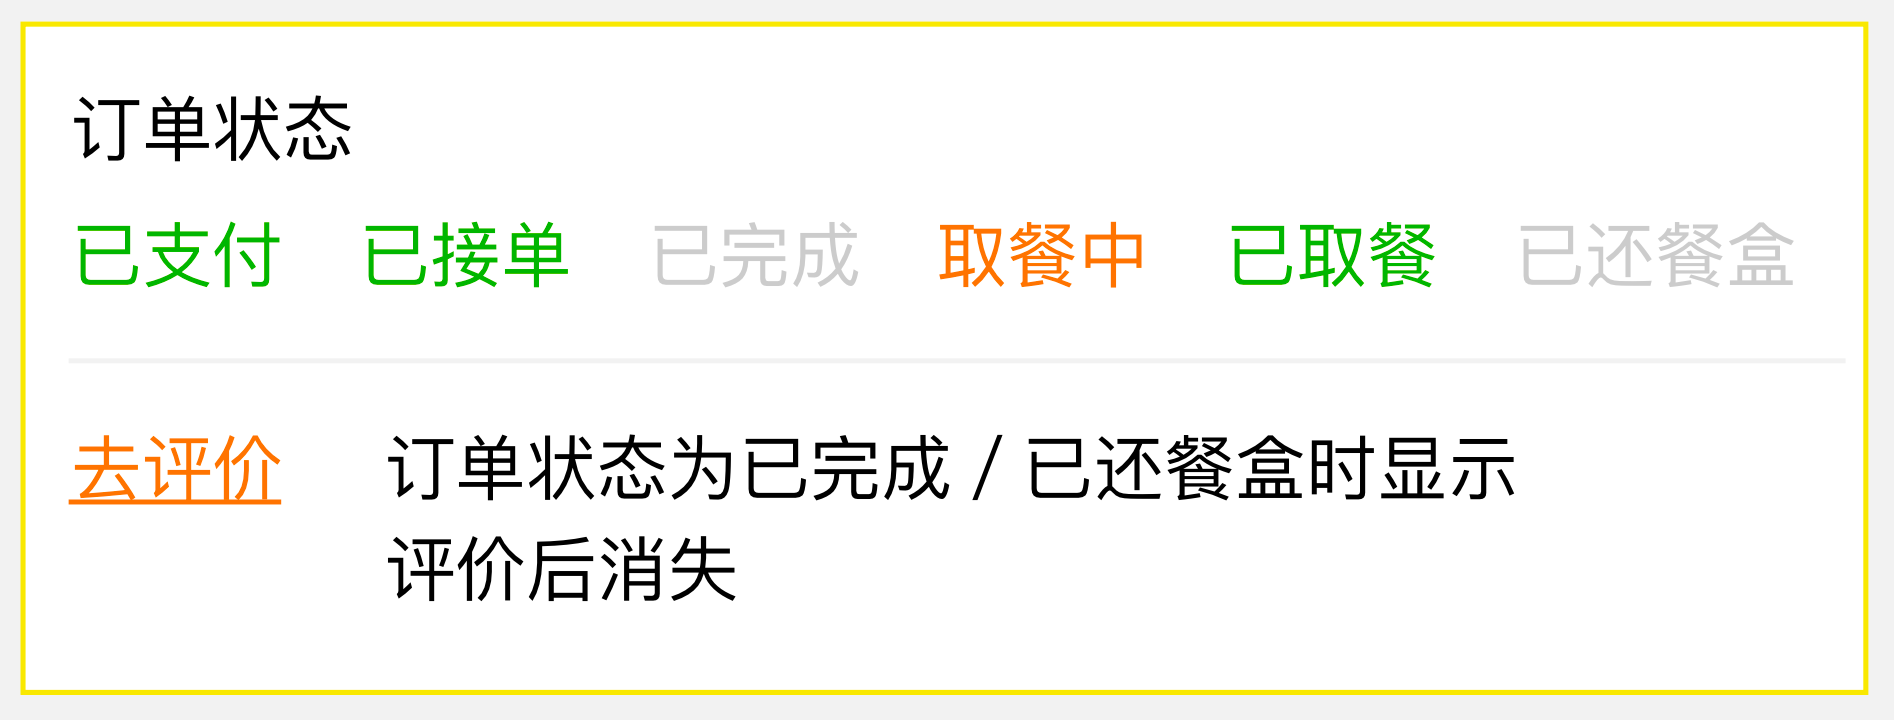 订单状态
已支付 已接单 已完成 取餐中 已取餐 已还餐盒
去评价 订单状态为已完成 / 已还餐盒时显示
评价后消失